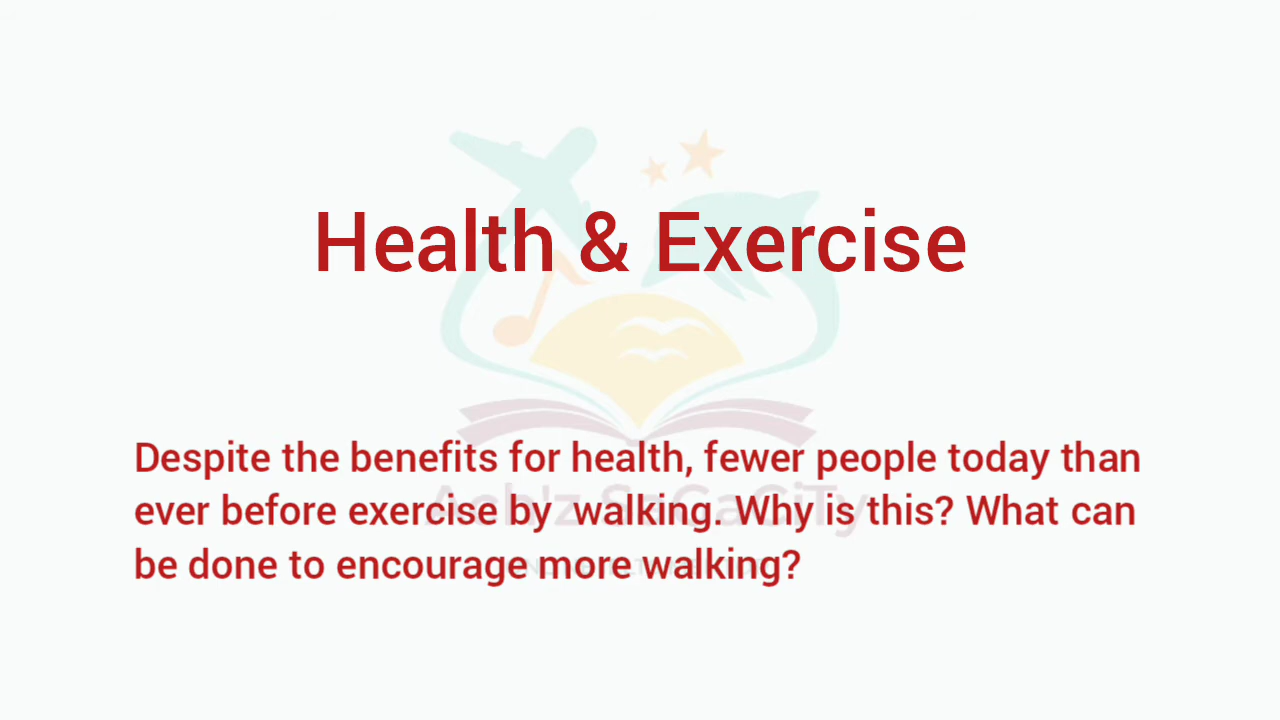 Health & Exercise
Despite the benefits for health, fewer people today than
ever before exercise by walking. Why is this? What can
be done to encourage more walking?